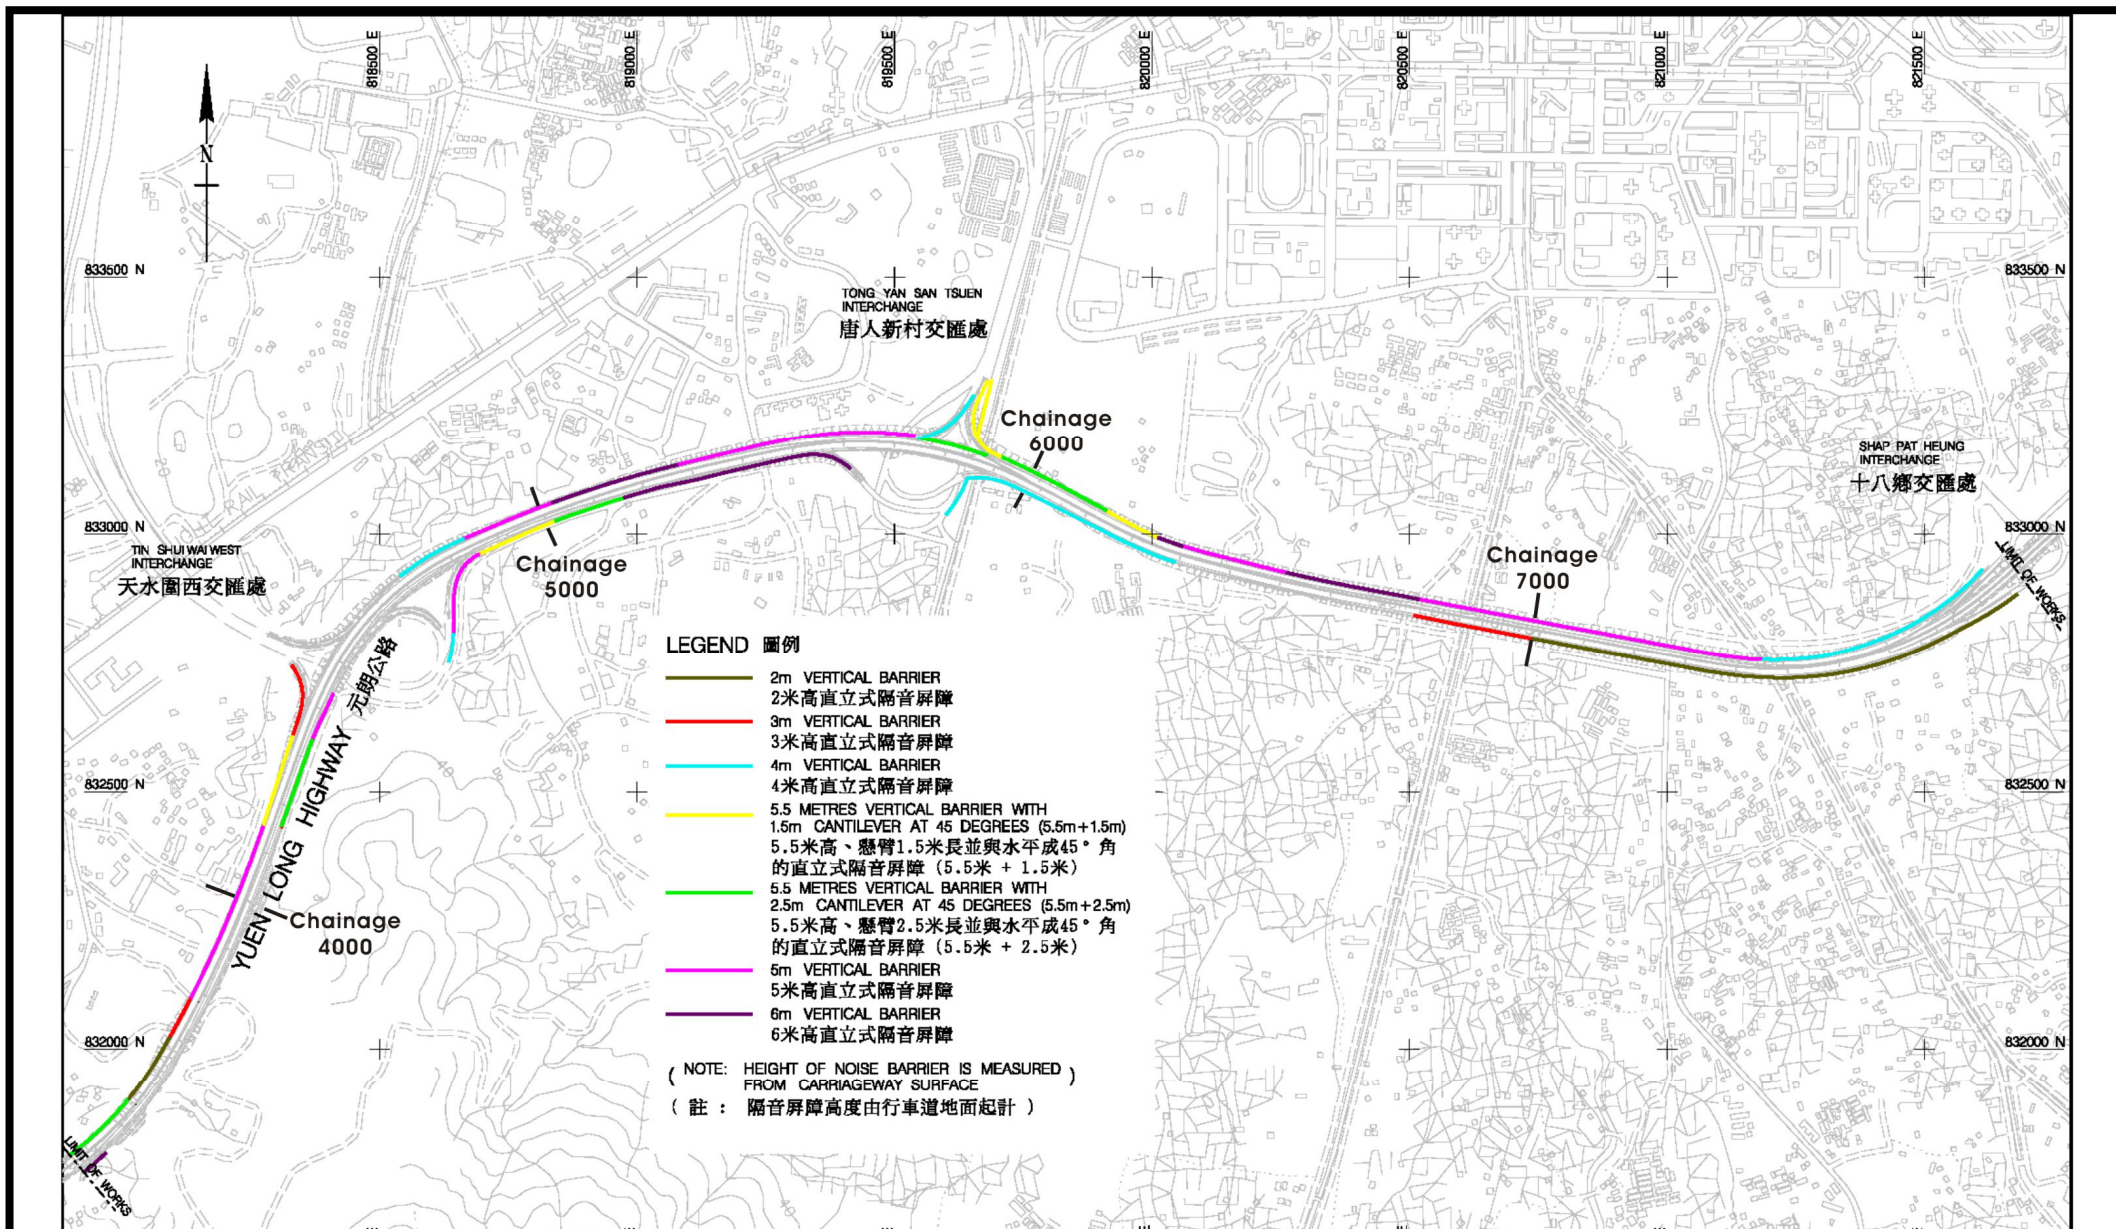 818500 E
819000 E
819500 E
820000 E
820500 E
821000 E
821500 E
N
833500 N
833500 N
TONG YAN SAN TSUEN
INTERCHANGE
唐人新村交匯處
Chainage
6000
SHAP PAT HEUNG
INTERCHANGE
十八鄉交匯處
833000 N
833000 N
TIN SHUI WAI WEST
INTERCHANGE
天水圍西交匯處
Chainage
5000
Chainage
7000
LIMIT OF WORKS
YUEN LONG HIGHWAY 元朗公路
832500 N
832500 N
Chainage
4000
832000 N
832000 N
LIMIT OF WORKS
LEGEND 圖例
2m VERTICAL BARRIER
2米高直立式隔音屏障
3m VERTICAL BARRIER
3米高直立式隔音屏障
4m VERTICAL BARRIER
4米高直立式隔音屏障
5.5 METRES VERTICAL BARRIER WITH
1.5m CANTILEVER AT 45 DEGREES (5.5m+1.5m)
5.5米高、懸臂1.5米長並與水平成45° 角
的直立式隔音屏障 (5.5米 + 1.5米)
5.5 METRES VERTICAL BARRIER WITH
2.5m CANTILEVER AT 45 DEGREES (5.5m+2.5m)
5.5米高、懸臂2.5米長並與水平成45° 角
的直立式隔音屏障 (5.5米 + 2.5米)
5m VERTICAL BARRIER
5米高直立式隔音屏障
6m VERTICAL BARRIER
6米高直立式隔音屏障
( NOTE: HEIGHT OF NOISE BARRIER IS MEASURED )
FROM CARRIAGEWAY SURFACE
( 註 : 隔音屏障高度由行車道地面起計 )